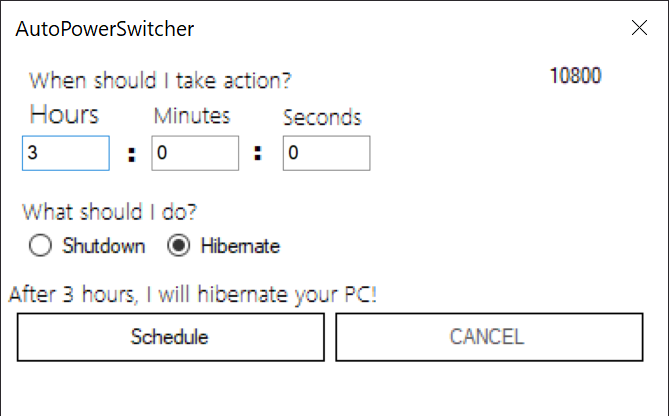 AutoPowerSwitcher
When should I take action?
10800
Hours Minutes Seconds
3 : 0 : 0
What should I do?
Shutdown Hibernate
After 3 hours, I will hibernate your PC!
Schedule CANCEL